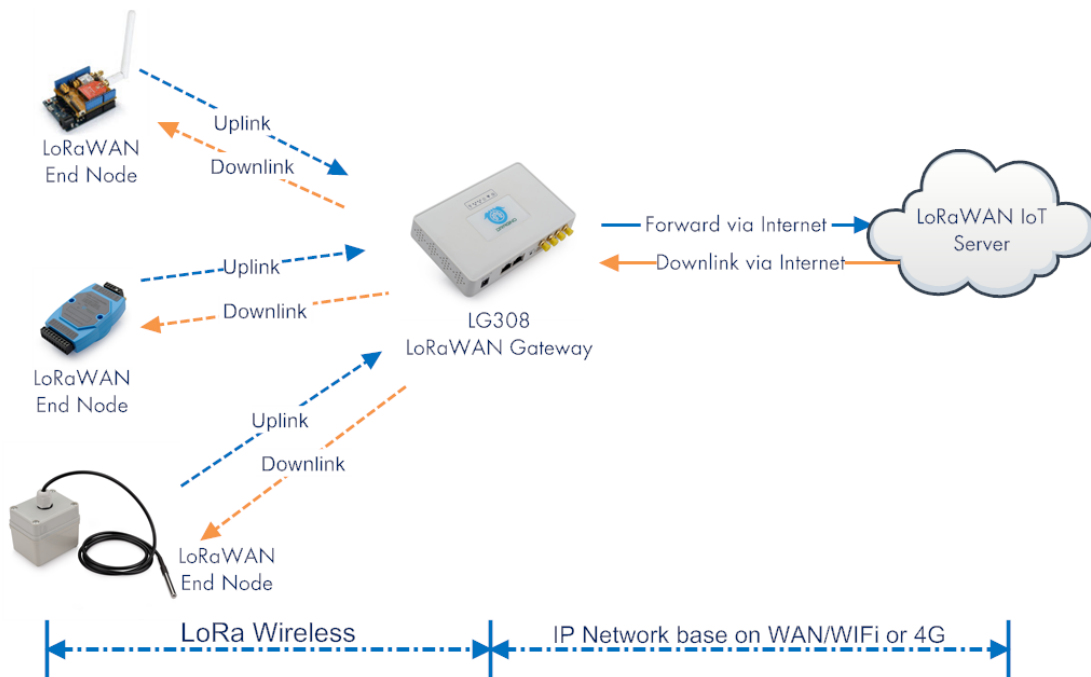 Uplink
Downlink
LoRaWAN
End Node
Uplink
Downlink
LoRaWAN
End Node
Uplink
Downlink
LoRaWAN
End Node
LG308
LoRaWAN Gateway
Forward via Internet
Downlink via Internet
LoRaWAN IoT
Server
LoRa Wireless
IP Network base on WAN/WIFi or 4G